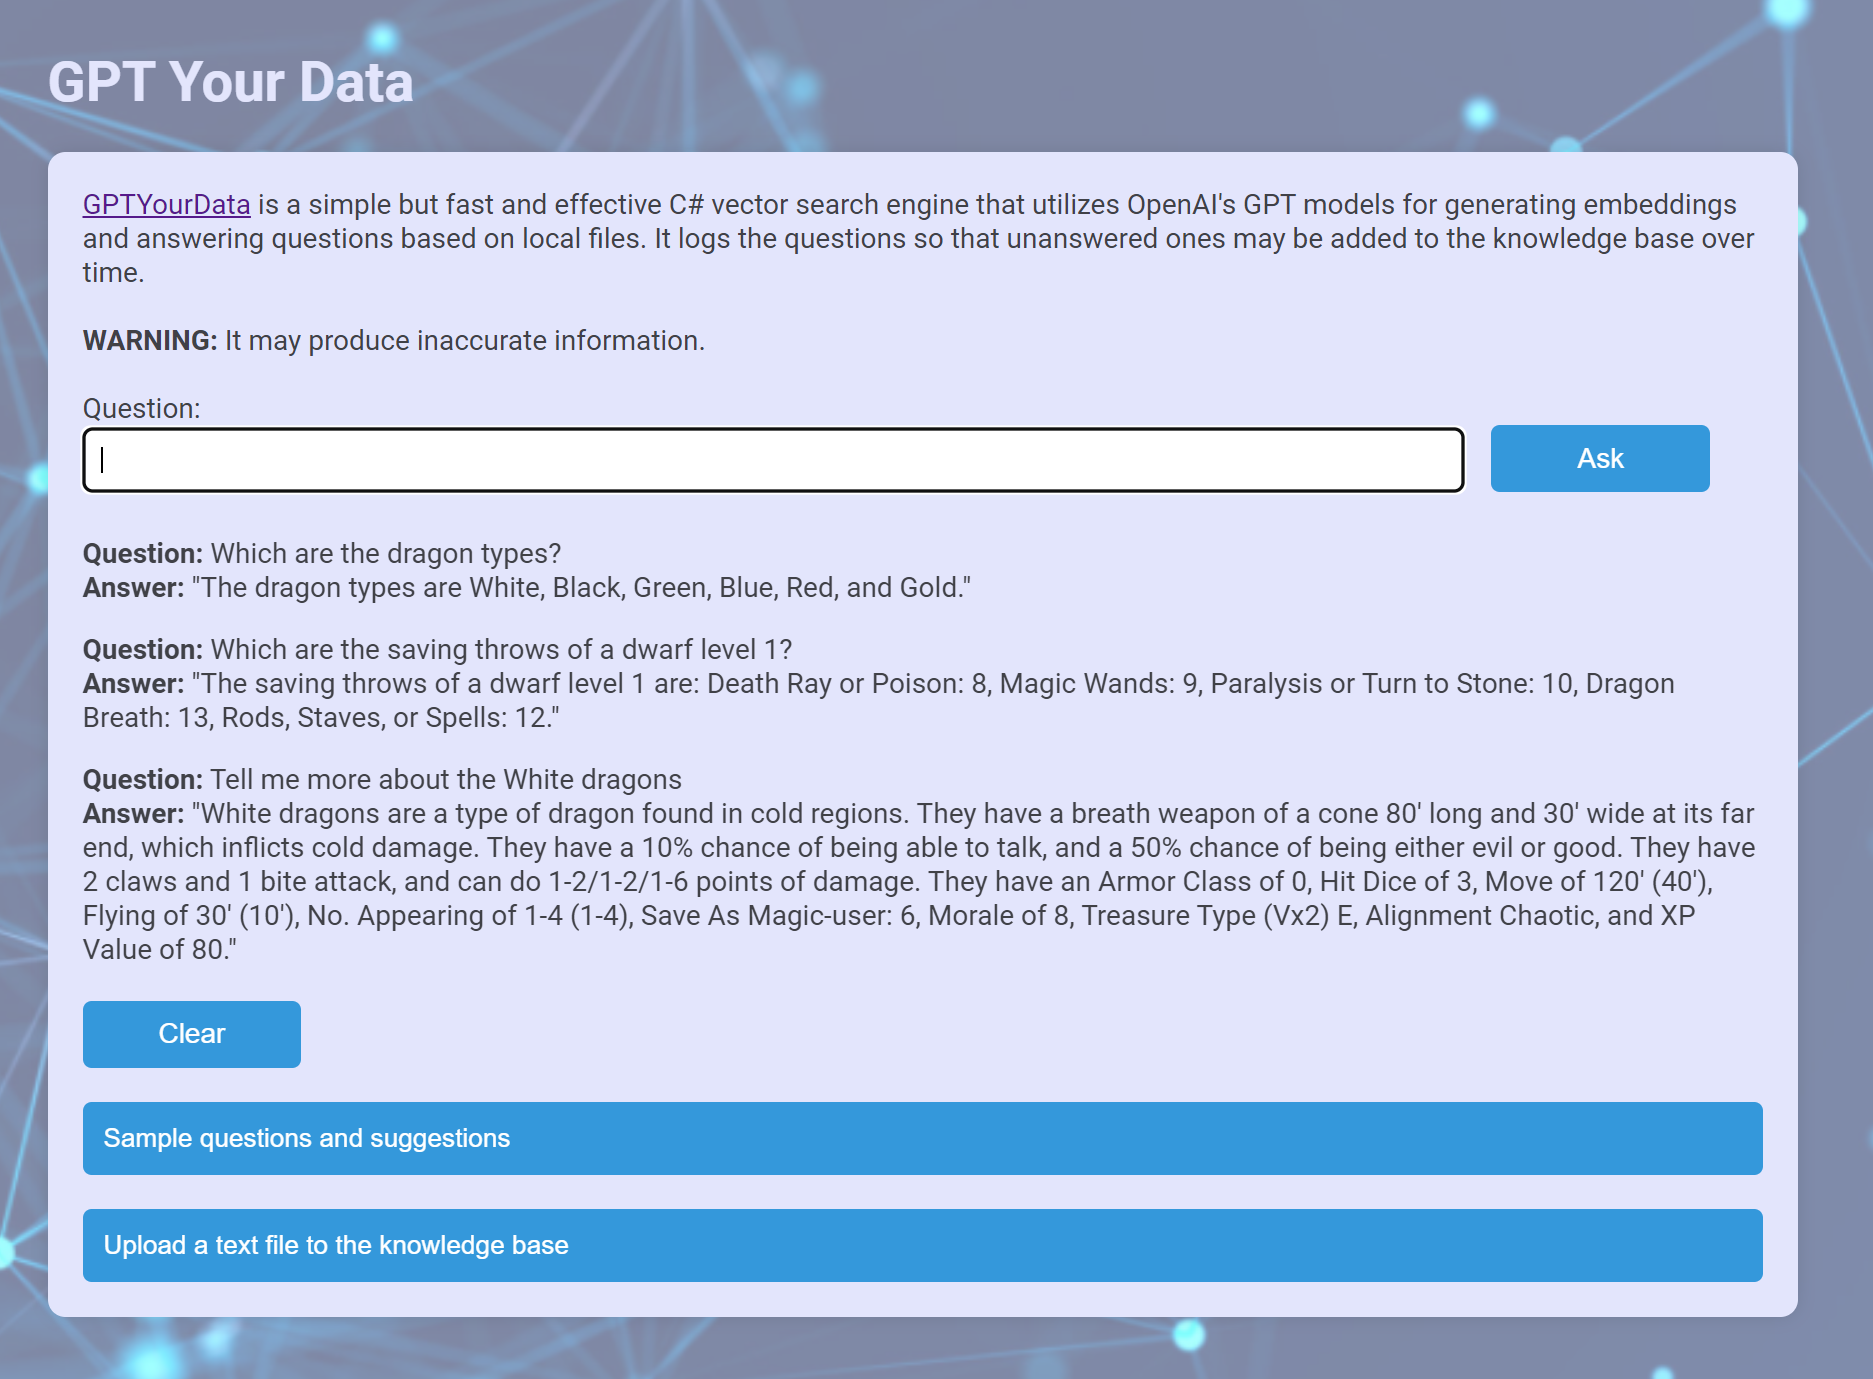 GPT Your Data
GPTYourData is a simple but fast and effective C# vector search engine that utilizes OpenAI's GPT models for generating embeddings
and answering questions based on local files. It logs the questions so that unanswered ones may be added to the knowledge base over
time.
WARNING: It may produce inaccurate information.
Question:
Ask
Question: Which are the dragon types?
Answer: "The dragon types are White, Black, Green, Blue, Red, and Gold."
Question: Which are the saving throws of a dwarf level 1?
Answer: "The saving throws of a dwarf level 1 are: Death Ray or Poison: 8, Magic Wands: 9, Paralysis or Turn to Stone: 10, Dragon
Breath: 13, Rods, Staves, or Spells: 12."
Question: Tell me more about the White dragons
Answer: "White dragons are a type of dragon found in cold regions. They have a breath weapon of a cone 80' long and 30' wide at its far
end, which inflicts cold damage. They have a 10% chance of being able to talk, and a 50% chance of being either evil or good. They have
2 claws and 1 bite attack, and can do 1-2/1-2/1-6 points of damage. They have an Armor Class of 0, Hit Dice of 3, Move of 120' (40'),
Flying of 30' (10'), No. Appearing of 1-4 (1-4), Save As Magic-user: 6, Morale of 8, Treasure Type (Vx2) E, Alignment Chaotic, and XP
Value of 80."
Clear
Sample questions and suggestions
Upload a text file to the knowledge base